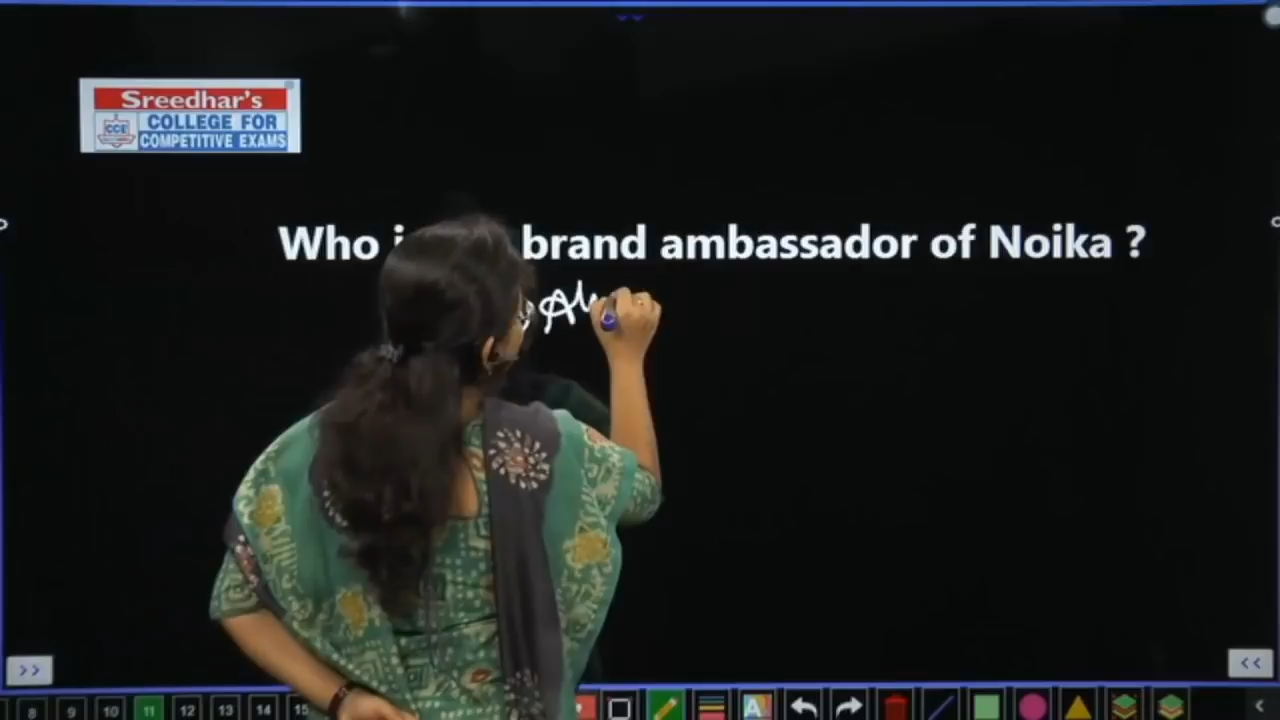 Sreedhar's
CCE
COLLEGE FOR
COMPETITIVE EXAMS
Who brand ambassador of Noika ?
>>
<<
8 9 10 11 12 13 14 15